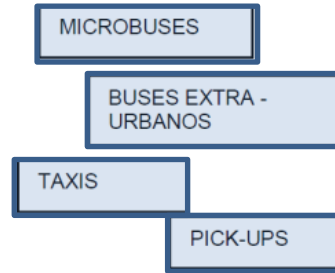 MICROBUSES
BUSES EXTRA -
URBANOS
TAXIS
PICK-UPS